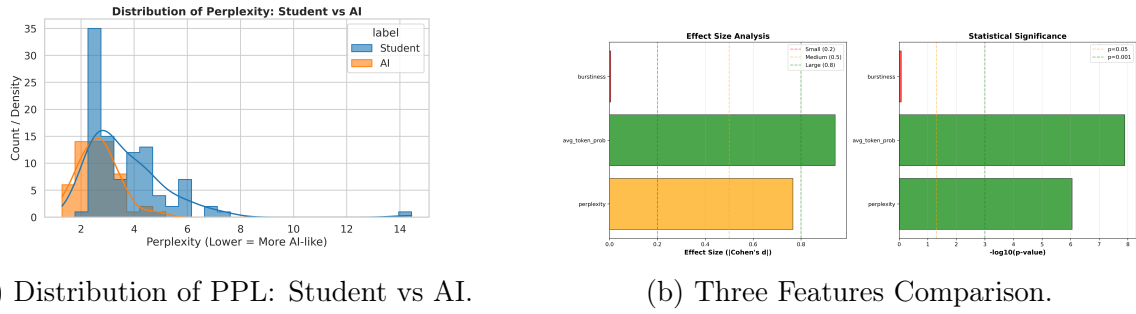 Distribution of Perplexity: Student vs AI
Count / Density
35
30
25
20
15
10
5
0
label
Student
AI
2
4
6
8
10
12
14
Perplexity (Lower = More AI-like)
) Distribution of PPL: Student vs AI.
Effect Size Analysis
Small (0.2)
Medium (0.5)
Large (0.8)
burstiness
avg_token_prob
perplexity
0.0
0.2
0.4
0.6
0.8
Effect Size (|Cohen's d|)
Statistical Significance
p=0.05
p=0.001
burstiness
avg_token_prob
perplexity
0
1
2
3
4
5
6
7
8
-log10(p-value)
(b) Three Features Comparison.